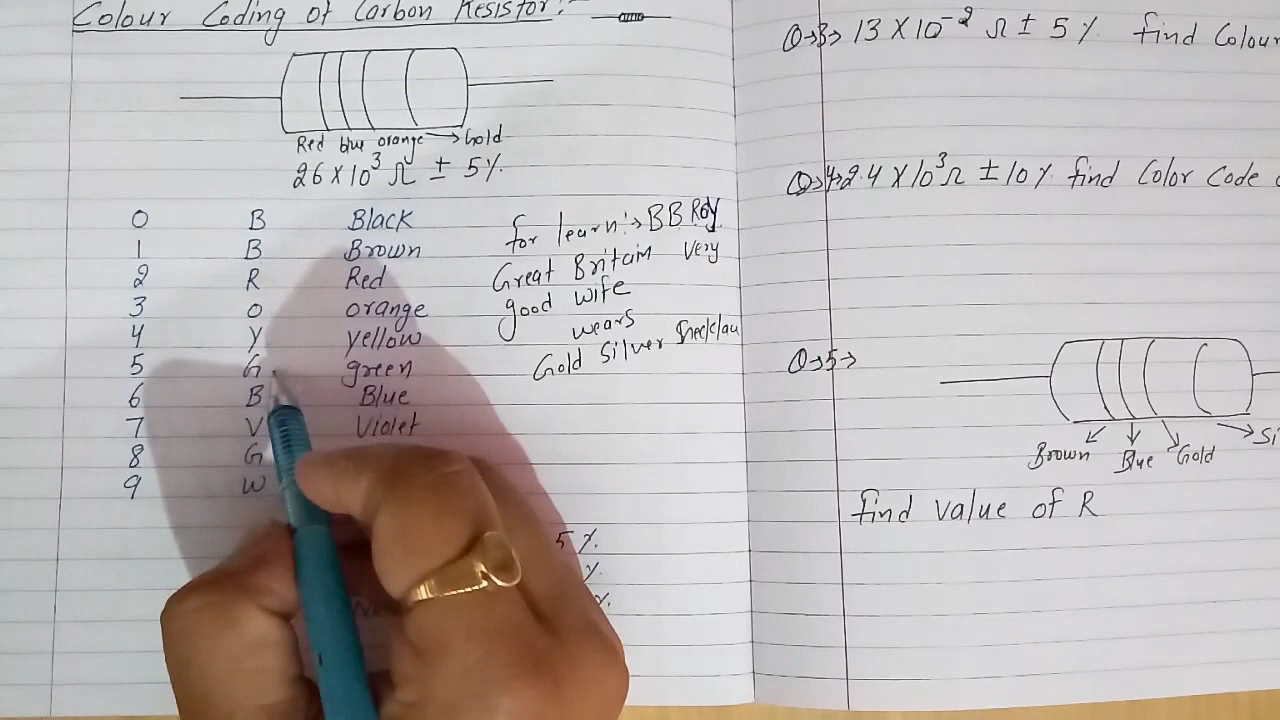 Colour Coding of Carbon Resistor:-
Red blue orange → Gold
26 × 10³ Ω ± 5 %.
0 B Black
1 B Brown
2 R Red
3 O orange
4 Y yellow
5 G green
6 B Blue
7 V Violet
8 G
9 W
for learn :→ BB Roy
Great Britain Very
good wife
wears
Gold Silver
5 %.
%.
%.
Q→3→ 13 × 10⁻² Ω ± 5 % find Colour
Q→4→ 2.4 × 10³ Ω ± 10 % find Color Code
Q→5→
Brown Blue Gold Si
find value of R